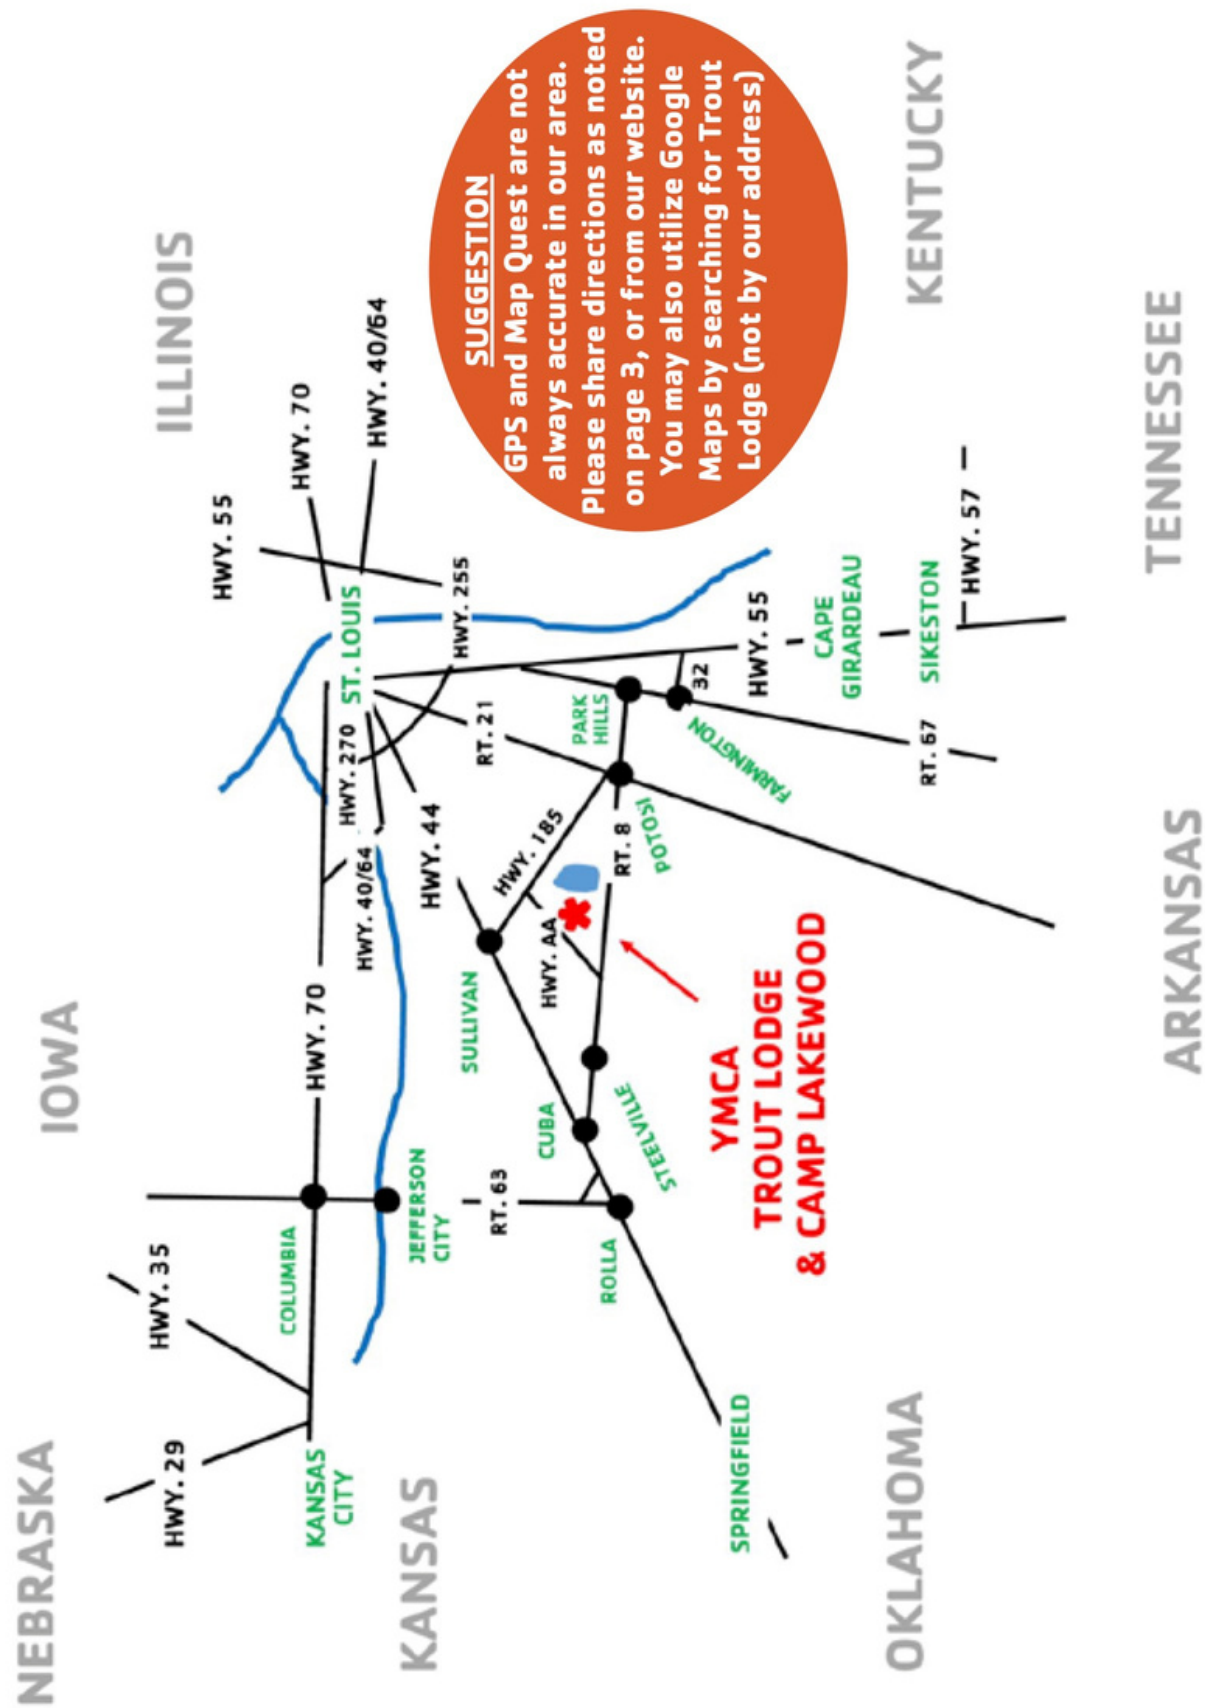 NEBRASKA
IOWA
ILLINOIS
HWY. 29
HWY. 35
HWY. 55
HWY. 70
HWY. 40/64
KANSAS
CITY
COLUMBIA
HWY. 70
HWY. 270
ST. LOUIS
HWY. 40/64
JEFFERSON
CITY
HWY. 44
HWY. 255
KANSAS
RT. 63
SULLIVAN
RT. 21
HWY. 185
HWY. AA
CUBA
ROLLA
STEELVILLE
RT. 8
POTOSI
PARK
HILLS
32
FARMINGTON
SPRINGFIELD
YMCA
TROUT LODGE
& CAMP LAKEWOOD
HWY. 55
CAPE
GIRARDEAU
RT. 67
SIKESTON
HWY. 57
SUGGESTION
GPS and Map Quest are not
always accurate in our area.
Please share directions as noted
on page 3, or from our website.
You may also utilize Google
Maps by searching for Trout
Lodge (not by our address)
OKLAHOMA
KENTUCKY
ARKANSAS
TENNESSEE